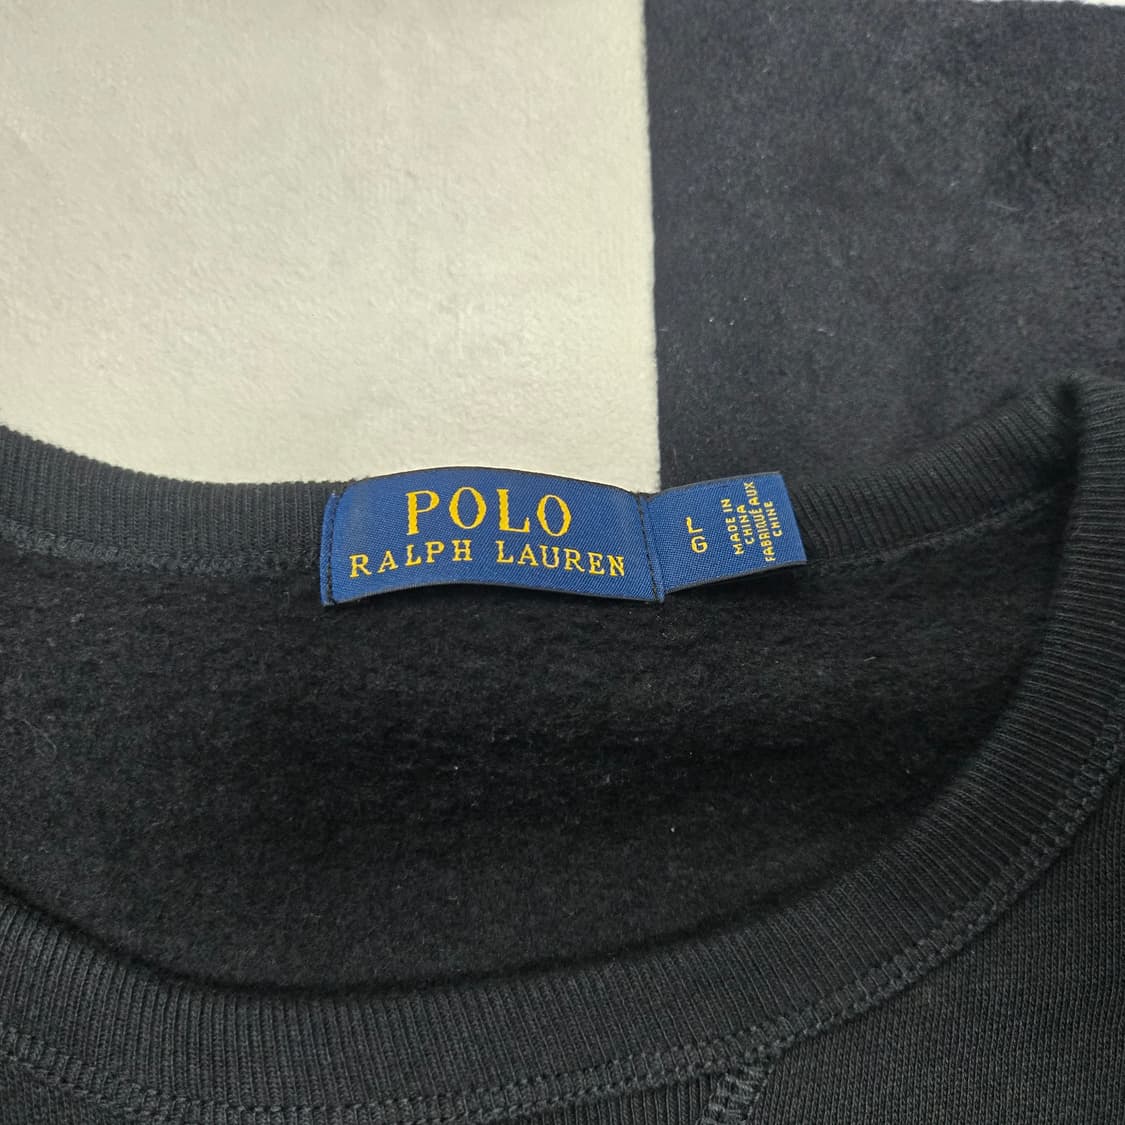 POLO
RALPH LAUREN
L
G
MADE IN
CHINA
FABRIQUÉ AUX
CHINE